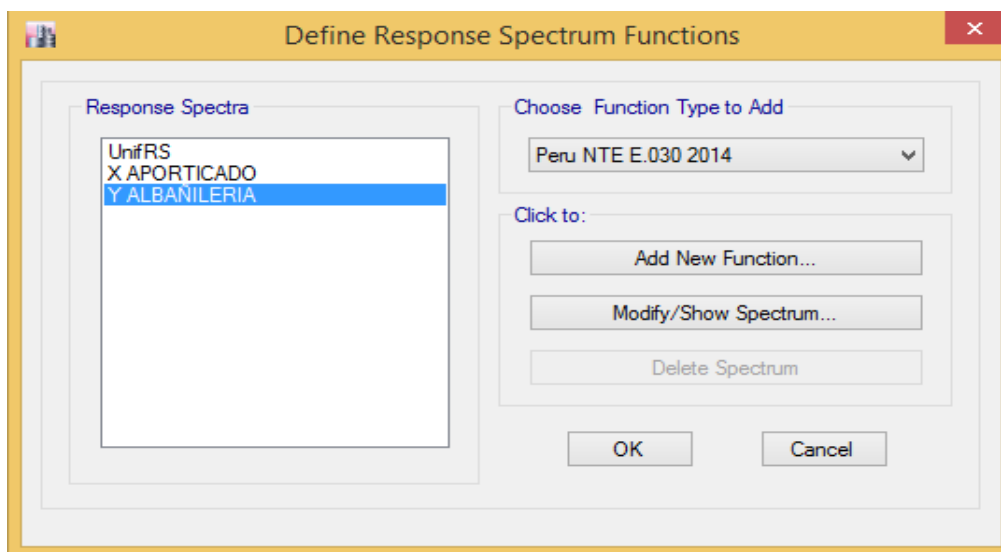 Define Response Spectrum Functions
Response Spectra
UnifRS
X APORTICADO
Y ALBAÑILERIA
Choose Function Type to Add
Peru NTE E.030 2014
Click to:
Add New Function...
Modify/Show Spectrum...
Delete Spectrum
OK
Cancel